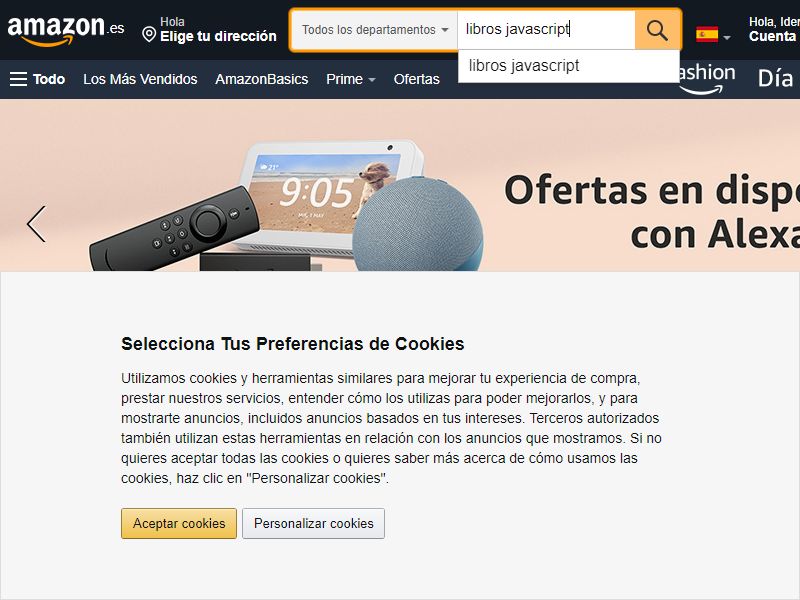 amazon.es
Hola
Elige tu dirección
Todos los departamentos
libros javascript
Hola, Iden
Cuenta
libros javascript
Todo
Los Más Vendidos
AmazonBasics
Prime
Ofertas
ashion
Día
21°
9:05
Ofertas en dispo
con Alexa
Selecciona Tus Preferencias de Cookies
Utilizamos cookies y herramientas similares para mejorar tu experiencia de compra,
prestar nuestros servicios, entender cómo los utilizas para poder mejorarlos, y para
mostrarte anuncios, incluidos anuncios basados en tus intereses. Terceros autorizados
también utilizan estas herramientas en relación con los anuncios que mostramos. Si no
quieres aceptar todas las cookies o quieres saber más acerca de cómo usamos las
cookies, haz clic en "Personalizar cookies".
Aceptar cookies
Personalizar cookies